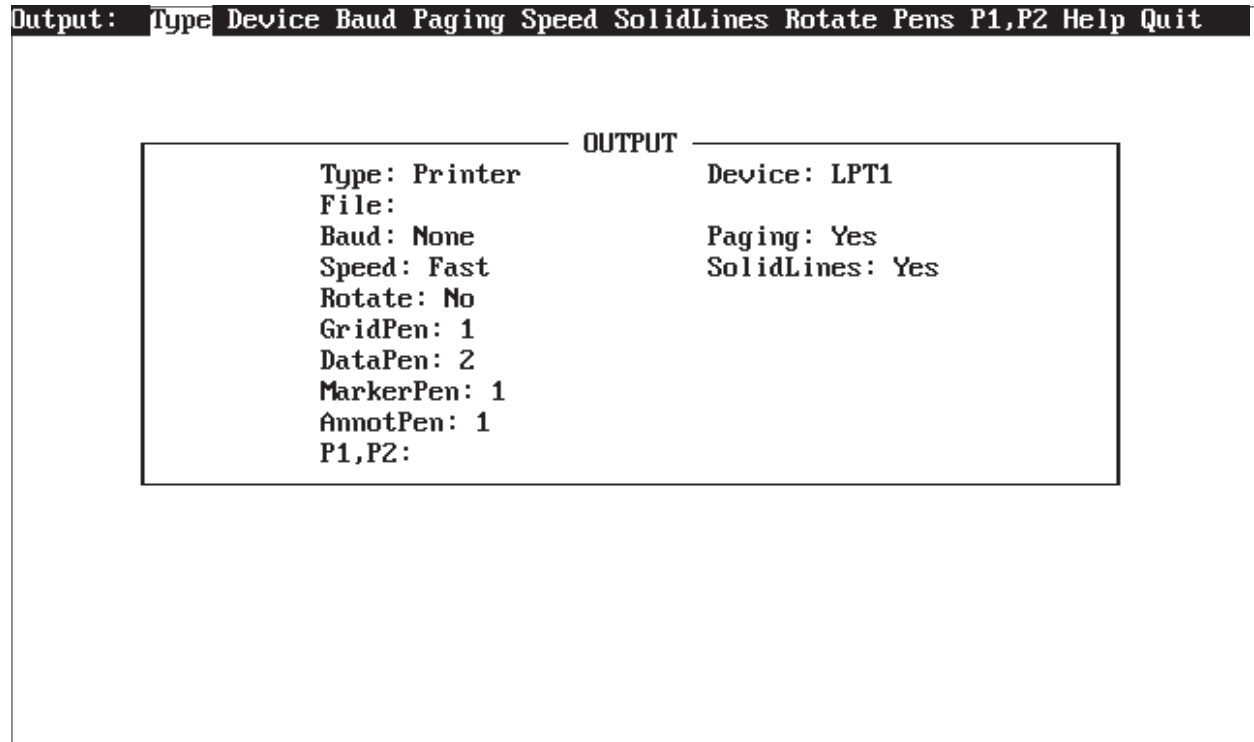 Output: Type Device Baud Paging Speed SolidLines Rotate Pens P1,P2 Help Quit
OUTPUT
Type: Printer Device: LPT1
File:
Baud: None Paging: Yes
Speed: Fast SolidLines: Yes
Rotate: No
GridPen: 1
DataPen: 2
MarkerPen: 1
AnnotPen: 1
P1,P2: